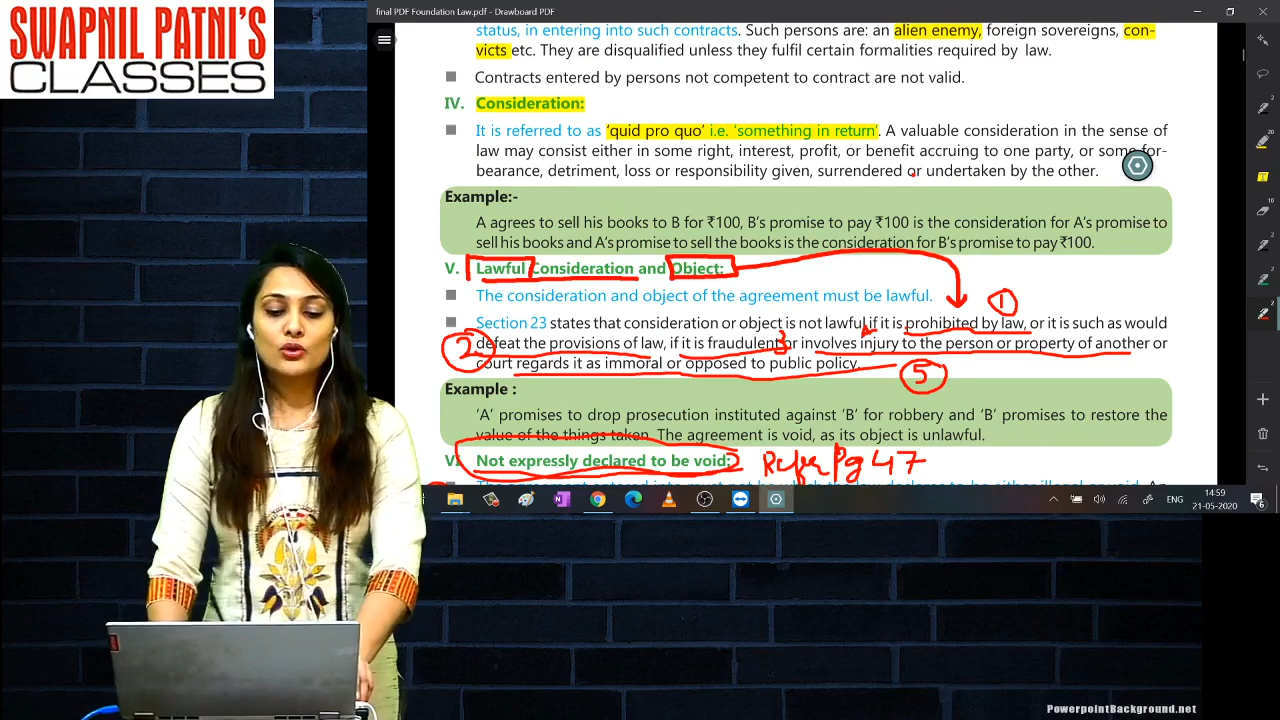 SWAPNIL PATNI'S
CLASSES
final PDF Foundation Law.pdf - Drawboard PDF
status, in entering into such contracts. Such persons are: an alien enemy, foreign sovereigns, con-
victs etc. They are disqualified unless they fulfil certain formalities required by law.
Contracts entered by persons not competent to contract are not valid.
IV. Consideration:
It is referred to as ‘quid pro quo’ i.e. ‘something in return’. A valuable consideration in the sense of
law may consist either in some right, interest, profit, or benefit accruing to one party, or some for-
bearance, detriment, loss or responsibility given, surrendered or undertaken by the other.
Example:-
A agrees to sell his books to B for ₹100, B's promise to pay ₹100 is the consideration for A's promise to
sell his books and A's promise to sell the books is the consideration for B's promise to pay ₹100.
V. Lawful Consideration and Object:
The consideration and object of the agreement must be lawful.
1
Section 23 states that consideration or object is not lawful if it is prohibited by law, or it is such as would
2 defeat the provisions of law, if it is fraudulent 3 or involves injury to the person or property of another or
court regards it as immoral or opposed to public policy.
5
Example :
‘A’ promises to drop prosecution instituted against ‘B’ for robbery and ‘B’ promises to restore the
value of the things taken. The agreement is void, as its object is unlawful.
VI. Not expressly declared to be void: Refer Pg 47
ENG
14:59
21-05-2020
PowerpointBackground.net